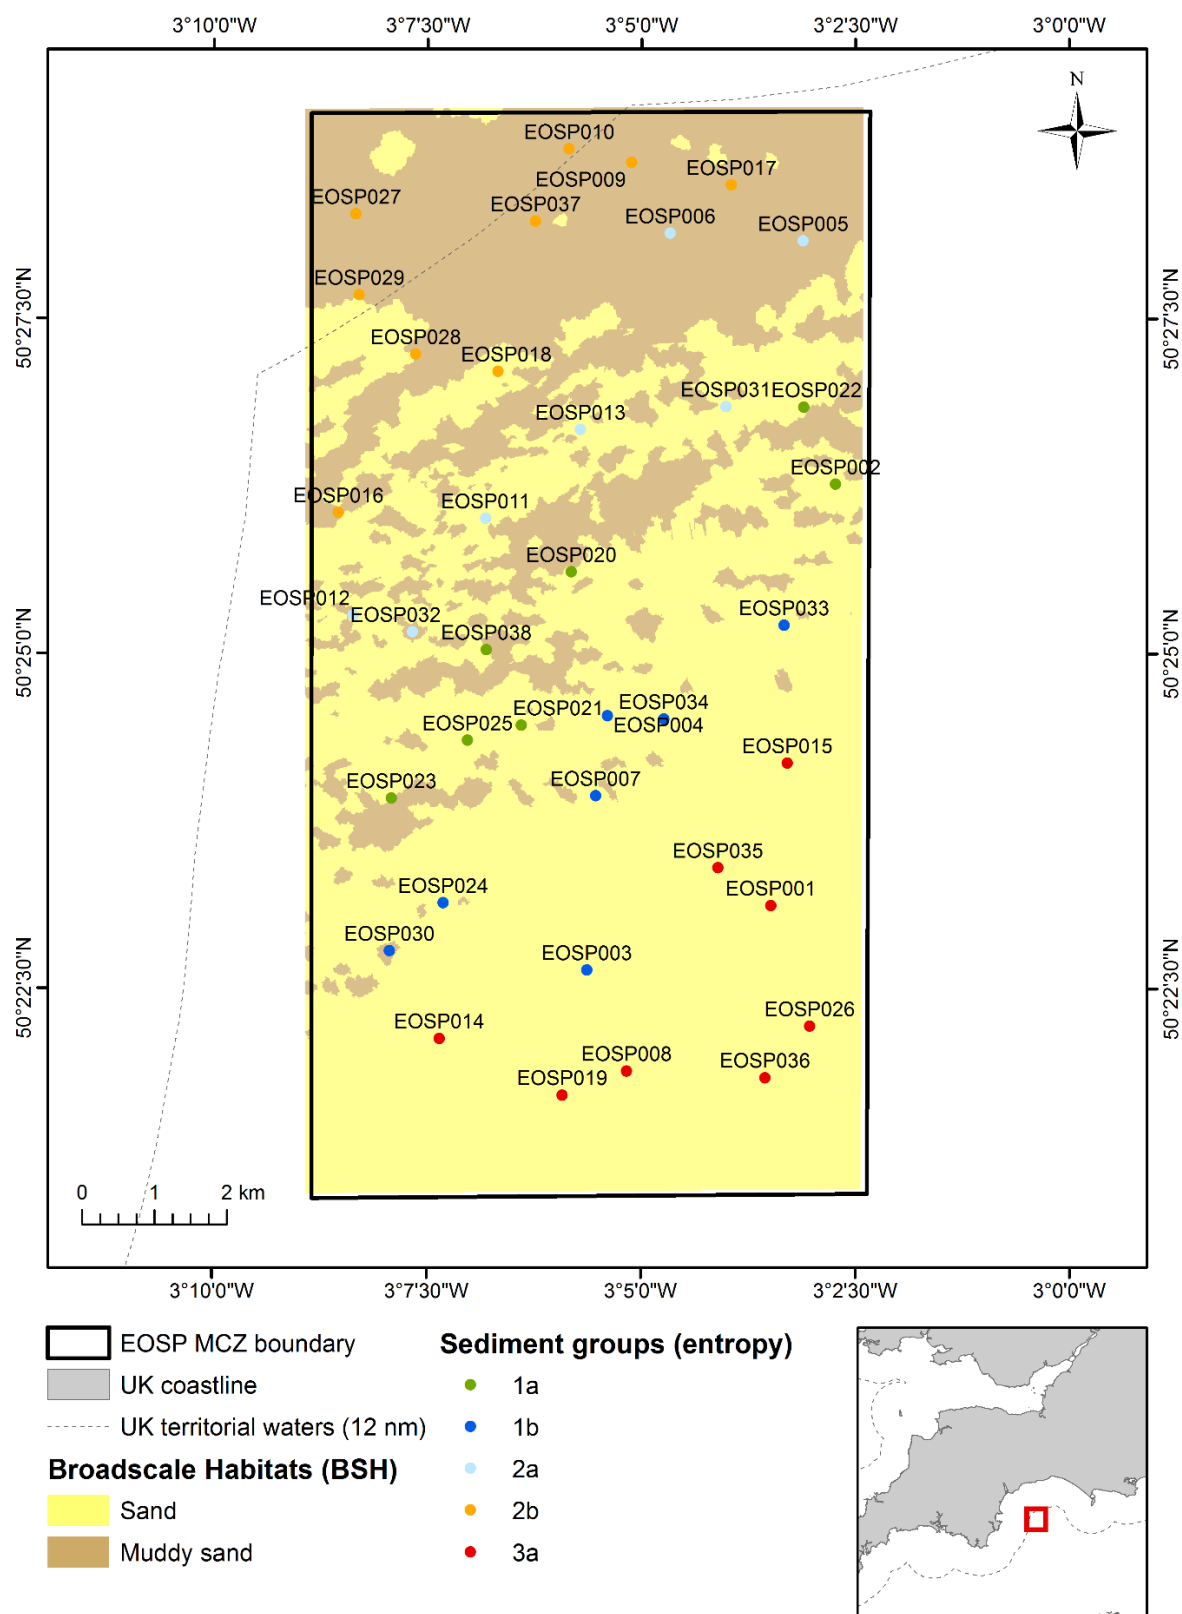 3°10'0"W 3°7'30"W 3°5'0"W 3°2'30"W 3°0'0"W
N
EOSP010
EOSP009
EOSP017
EOSP027
EOSP037
EOSP006
EOSP005
EOSP029
50°27'30"N
50°27'30"N
EOSP028
EOSP018
EOSP031
EOSP022
EOSP013
EOSP002
EOSP016
EOSP011
EOSP020
EOSP012
EOSP032
EOSP033
EOSP038
50°25'0"N
50°25'0"N
EOSP021
EOSP034
EOSP025
EOSP004
EOSP015
EOSP023
EOSP007
EOSP035
EOSP024
EOSP001
EOSP030
EOSP003
50°22'30"N
50°22'30"N
EOSP026
EOSP014
EOSP008
EOSP036
EOSP019
0 1 2 km
3°10'0"W 3°7'30"W 3°5'0"W 3°2'30"W 3°0'0"W
EOSP MCZ boundary
UK coastline
UK territorial waters (12 nm)
Broadscale Habitats (BSH)
Sand
Muddy sand
Sediment groups (entropy)
1a
1b
2a
2b
3a